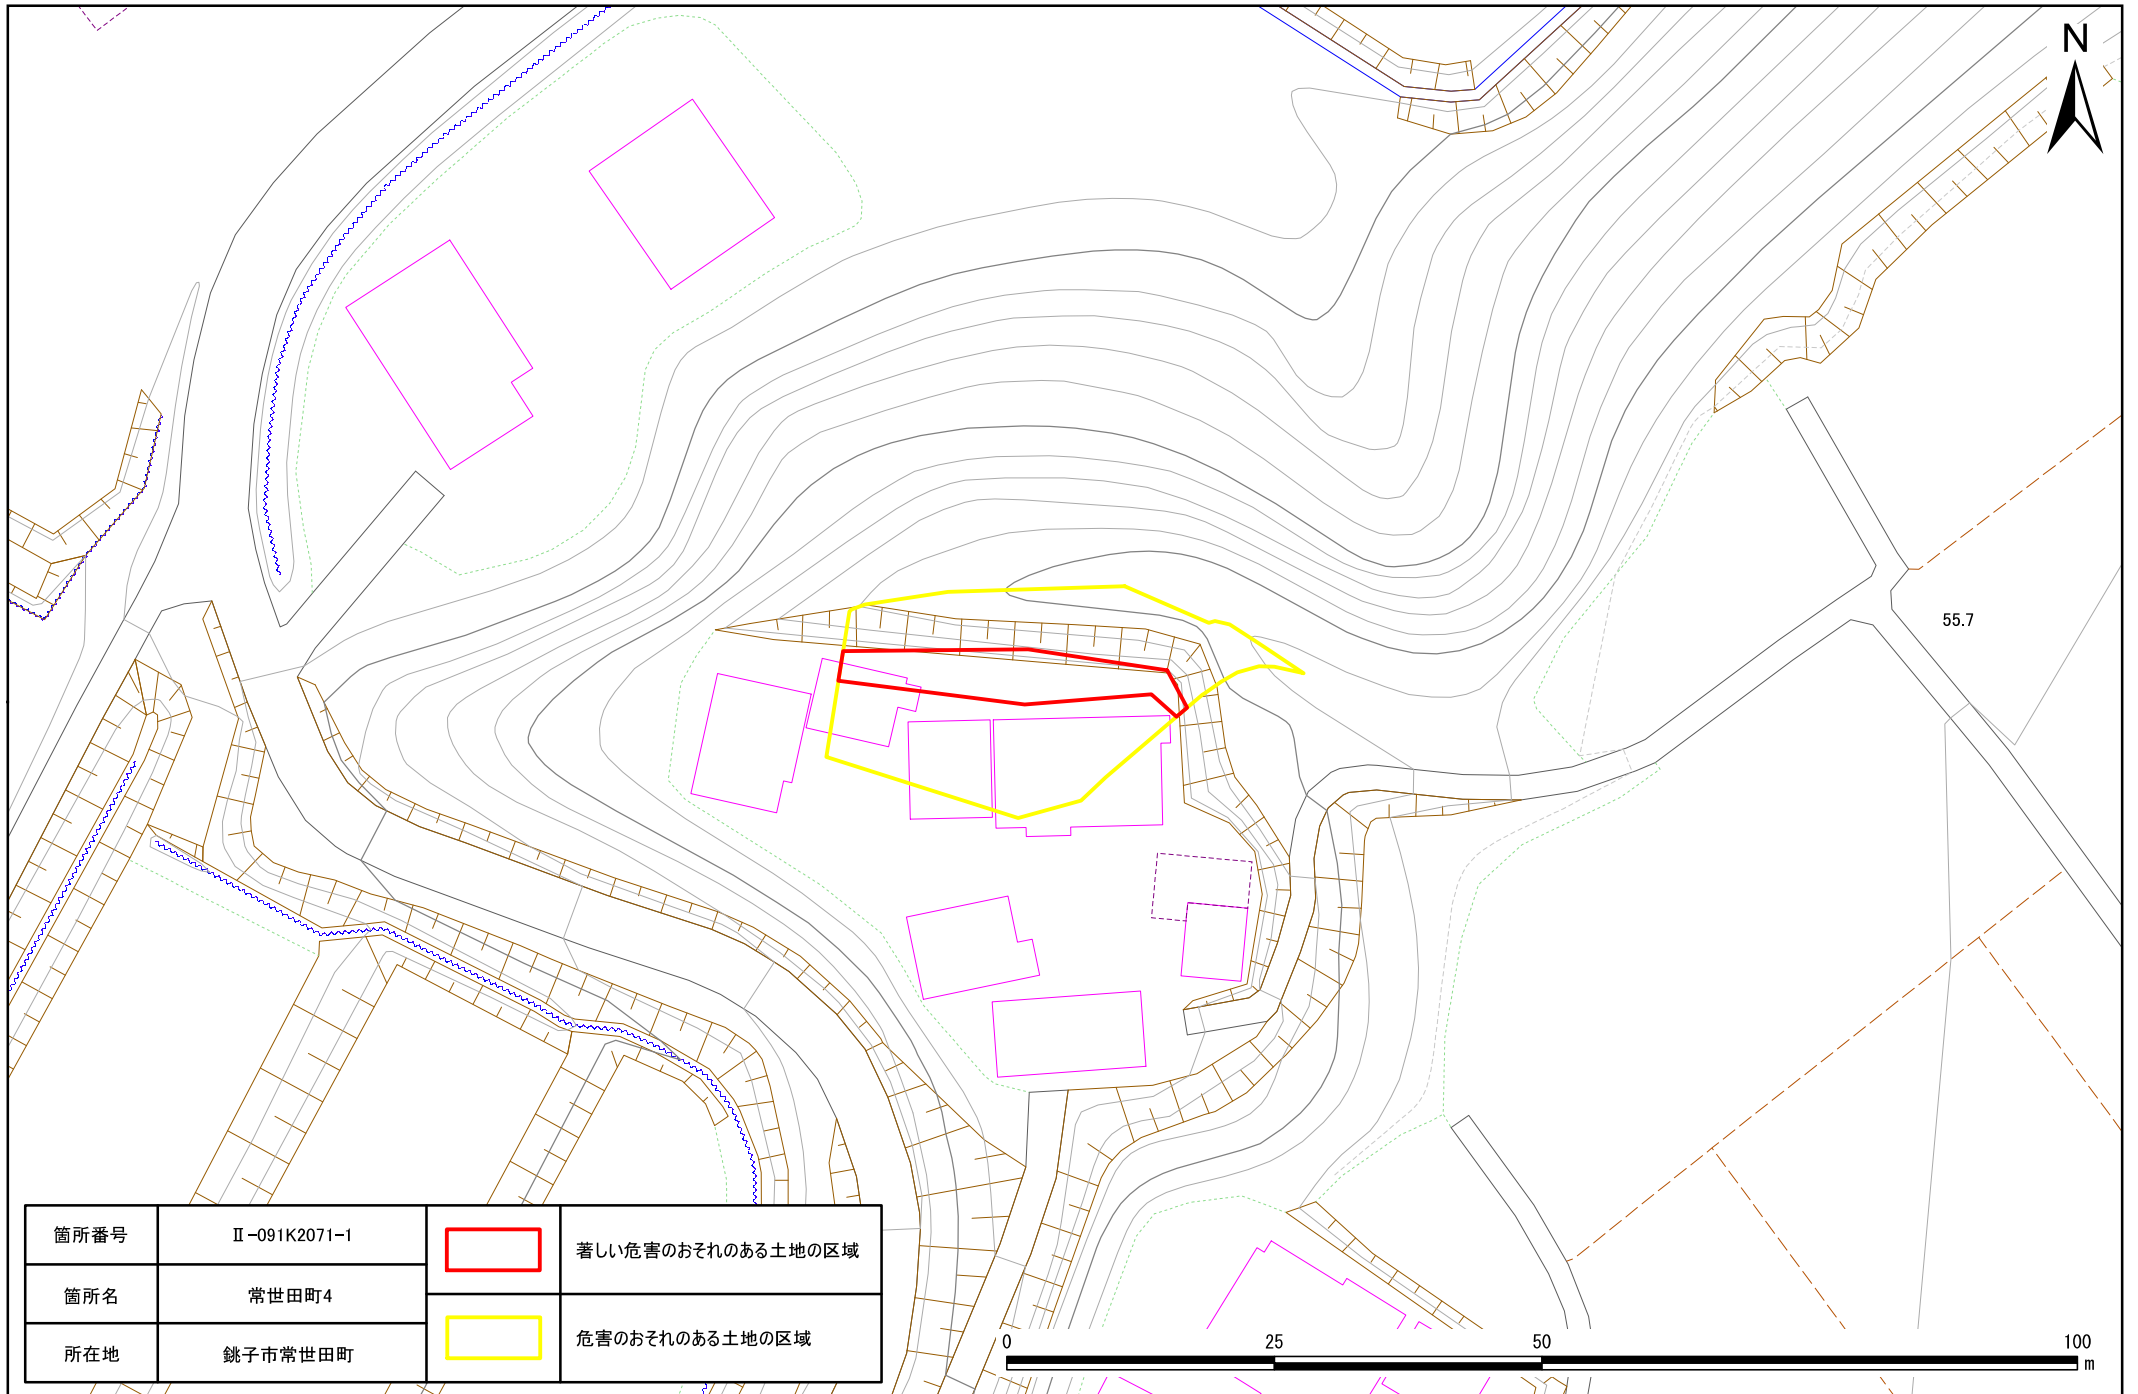 N
55.7
箇所番号
Ⅱ-091K2071-1
著しい危害のおそれのある土地の区域
箇所名
常世田町4
危害のおそれのある土地の区域
所在地
銚子市常世田町
0 25 50 100
m